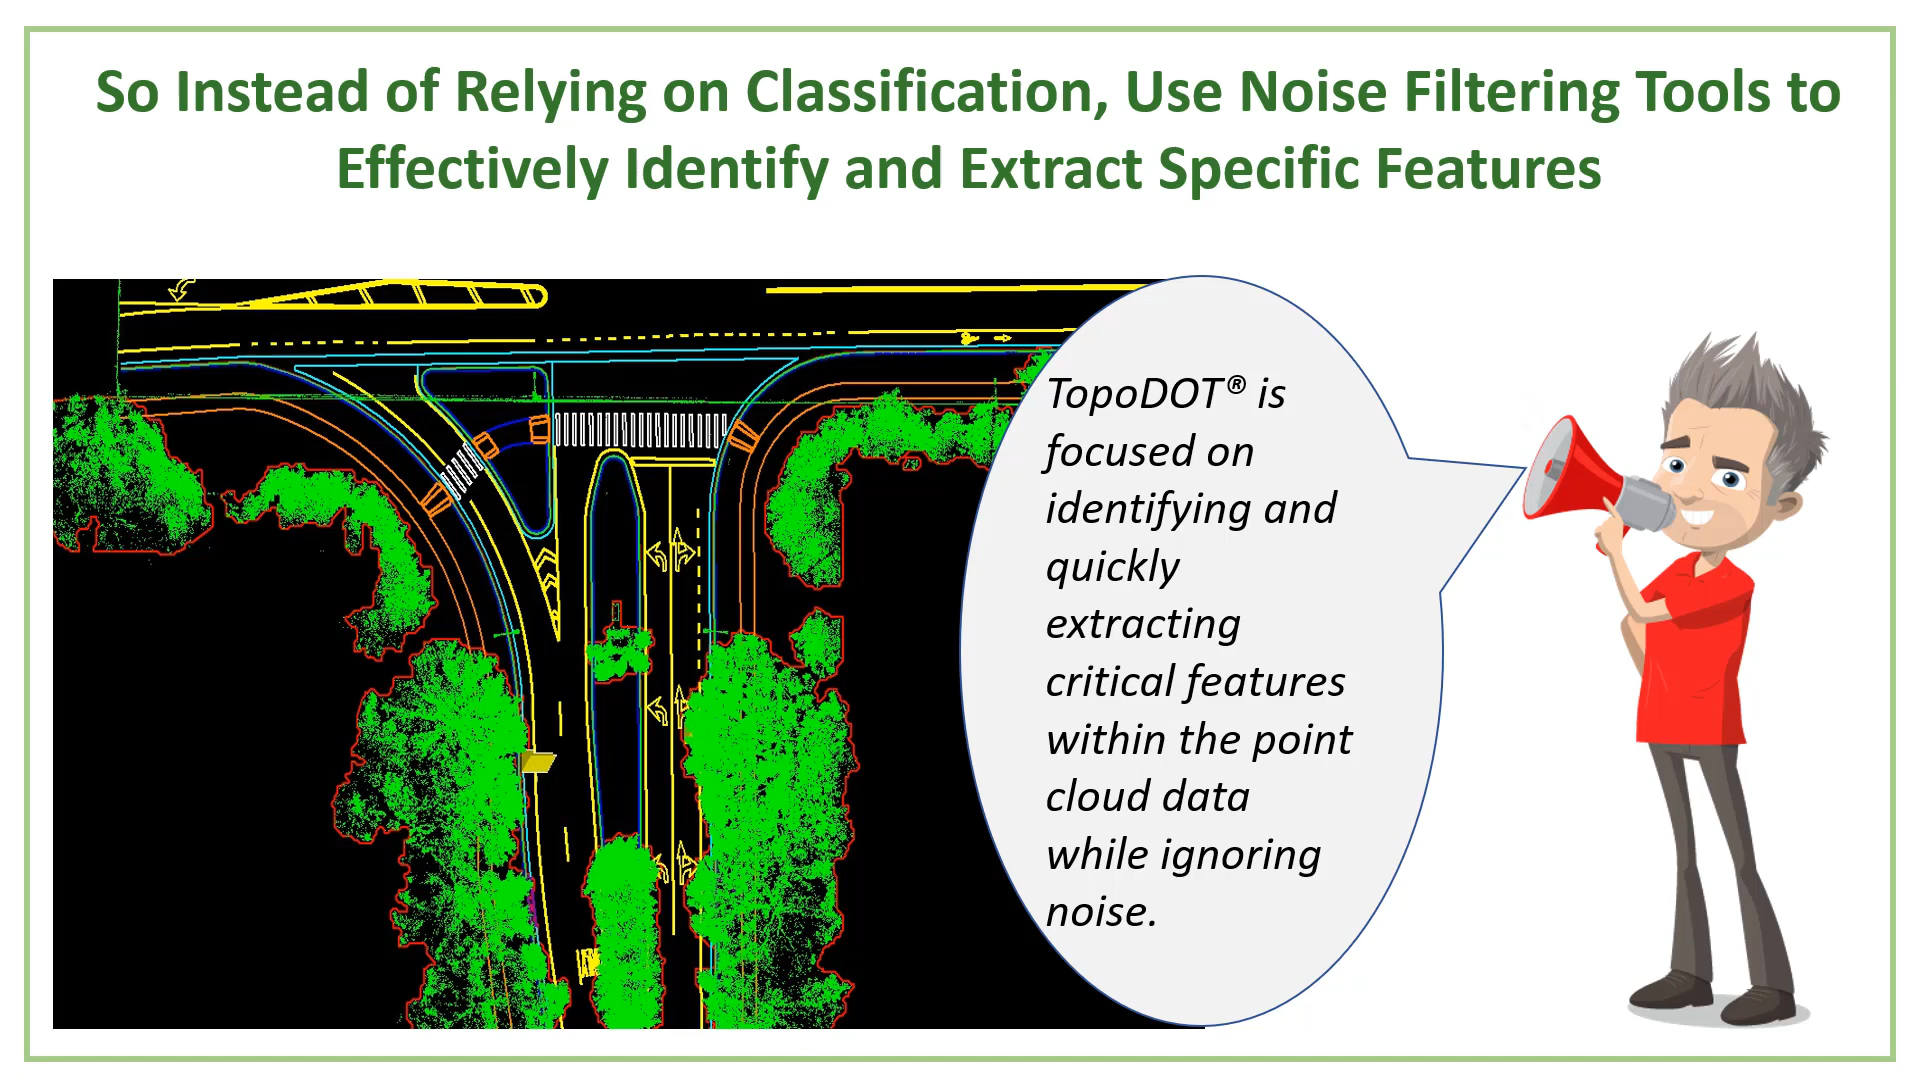 So Instead of Relying on Classification, Use Noise Filtering Tools to
Effectively Identify and Extract Specific Features
TopoDOT® is
focused on
identifying and
quickly
extracting
critical features
within the point
cloud data
while ignoring
noise.